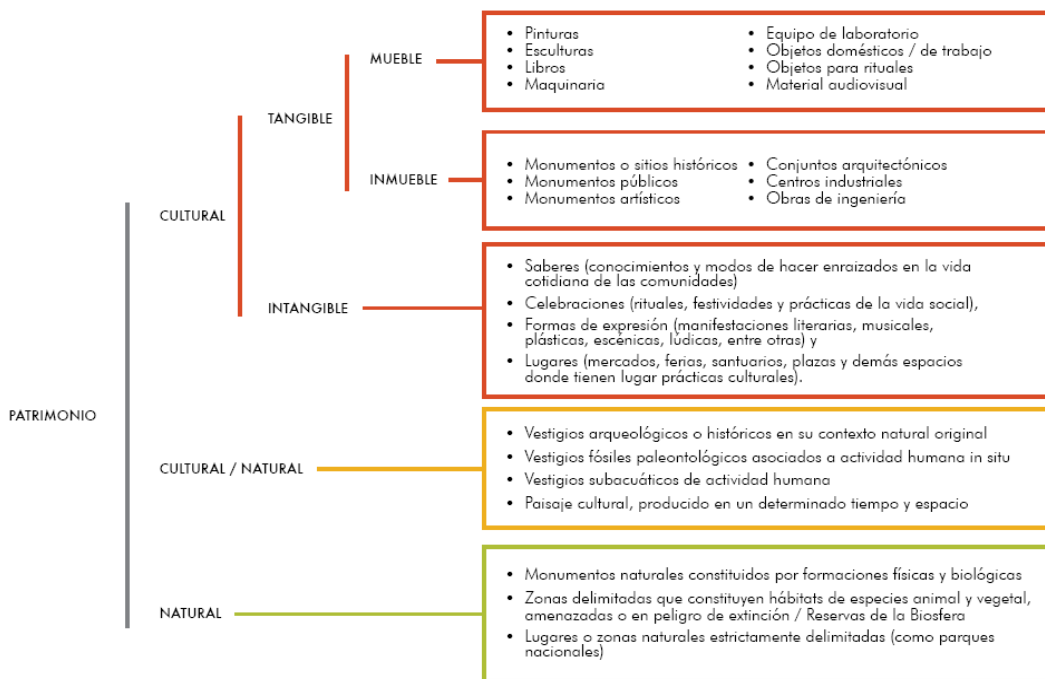 PATRIMONIO
CULTURAL
TANGIBLE
MUEBLE
• Pinturas
• Esculturas
• Libros
• Maquinaria
• Equipo de laboratorio
• Objetos domésticos / de trabajo
• Objetos para rituales
• Material audiovisual
INMUEBLE
• Monumentos o sitios históricos
• Monumentos públicos
• Monumentos artísticos
• Conjuntos arquitectónicos
• Centros industriales
• Obras de ingeniería
INTANGIBLE
• Saberes (conocimientos y modos de hacer enraizados en la vida
cotidiana de las comunidades)
• Celebraciones (rituales, festividades y prácticas de la vida social),
• Formas de expresión (manifestaciones literarias, musicales,
plásticas, escénicas, lúdicas, entre otras) y
• Lugares (mercados, ferias, santuarios, plazas y demás espacios
donde tienen lugar prácticas culturales).
CULTURAL / NATURAL
• Vestigios arqueológicos o históricos en su contexto natural original
• Vestigios fósiles paleontológicos asociados a actividad humana in situ
• Vestigios subacuáticos de actividad humana
• Paisaje cultural, producido en un determinado tiempo y espacio
NATURAL
• Monumentos naturales constituidos por formaciones físicas y biológicas
• Zonas delimitadas que constituyen hábitats de especies animal y vegetal,
amenazadas o en peligro de extinción / Reservas de la Biosfera
• Lugares o zonas naturales estrictamente delimitadas (como parques
nacionales)